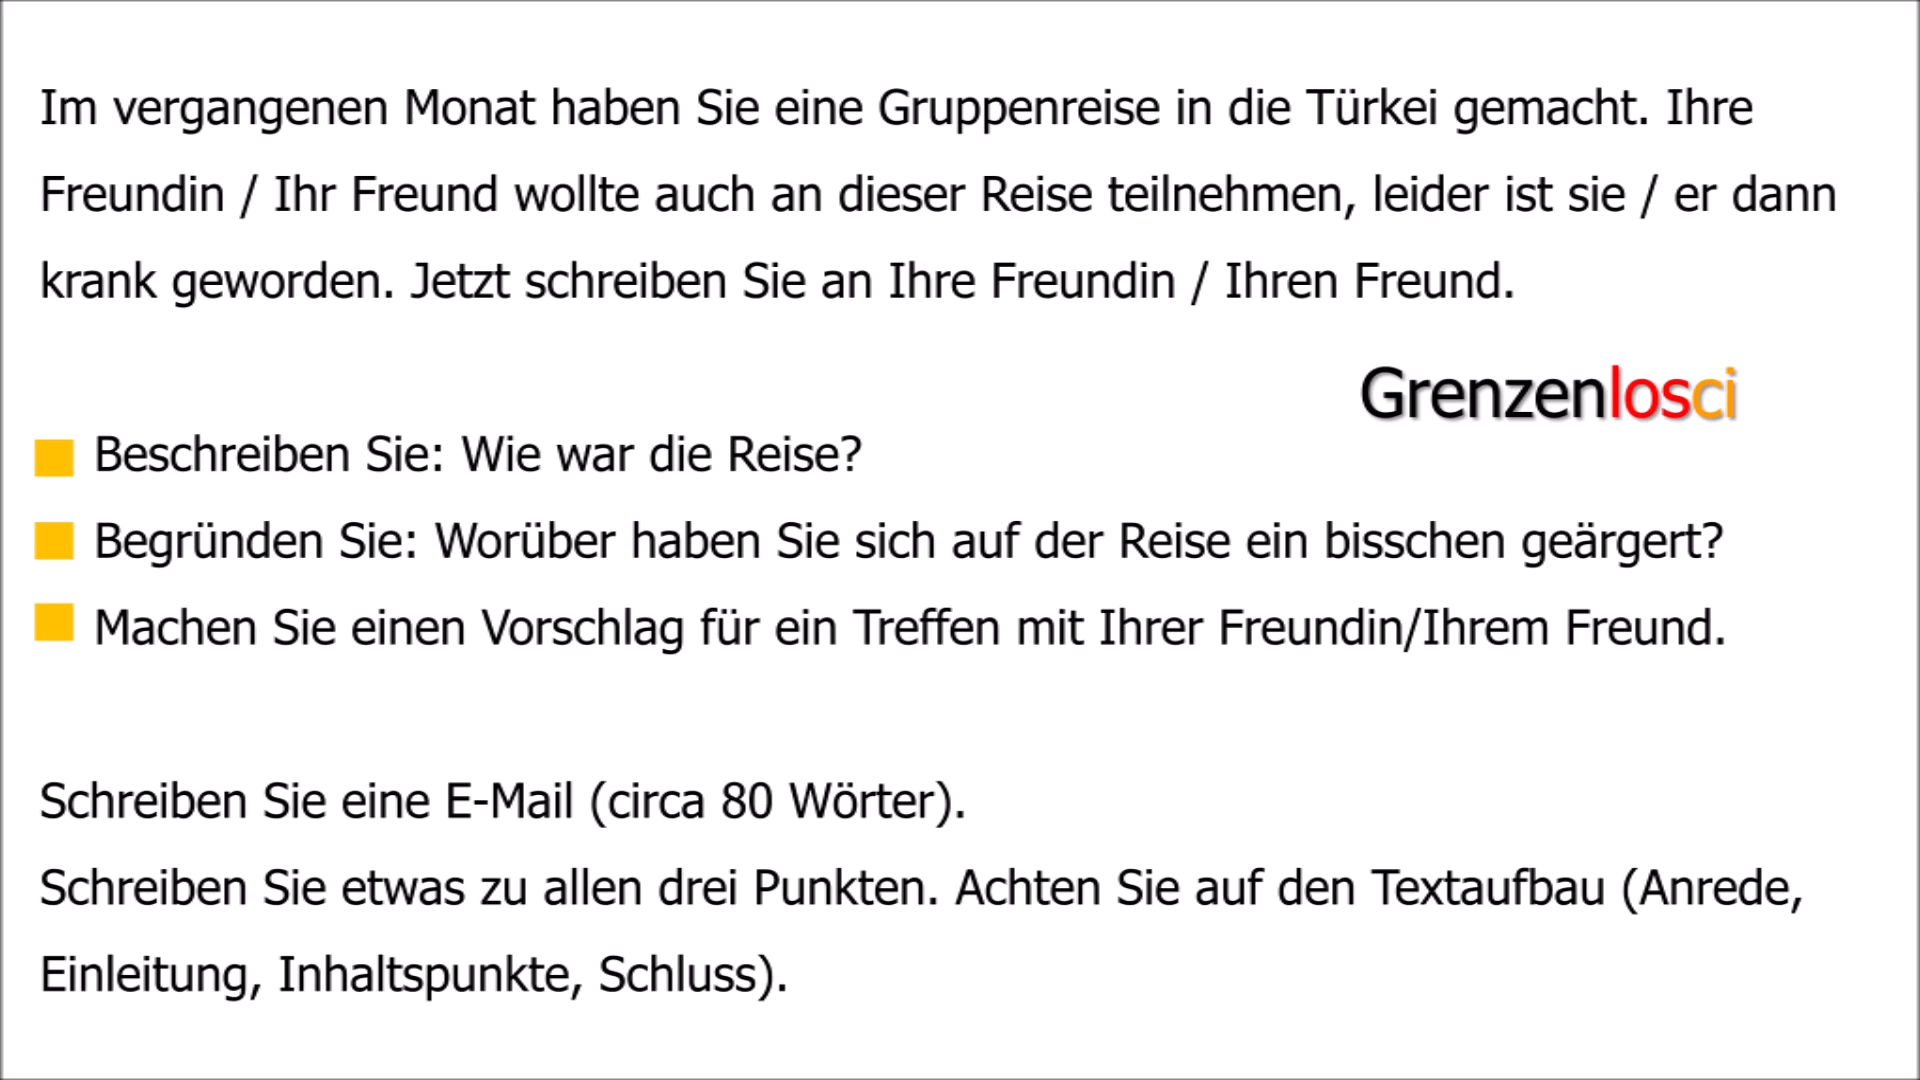 Im vergangenen Monat haben Sie eine Gruppenreise in die Türkei gemacht. Ihre
Freundin / Ihr Freund wollte auch an dieser Reise teilnehmen, leider ist sie / er dann
krank geworden. Jetzt schreiben Sie an Ihre Freundin / Ihren Freund.
Grenzenlosci
Beschreiben Sie: Wie war die Reise?
Begründen Sie: Worüber haben Sie sich auf der Reise ein bisschen geärgert?
Machen Sie einen Vorschlag für ein Treffen mit Ihrer Freundin/Ihrem Freund.
Schreiben Sie eine E-Mail (circa 80 Wörter).
Schreiben Sie etwas zu allen drei Punkten. Achten Sie auf den Textaufbau (Anrede,
Einleitung, Inhaltspunkte, Schluss).